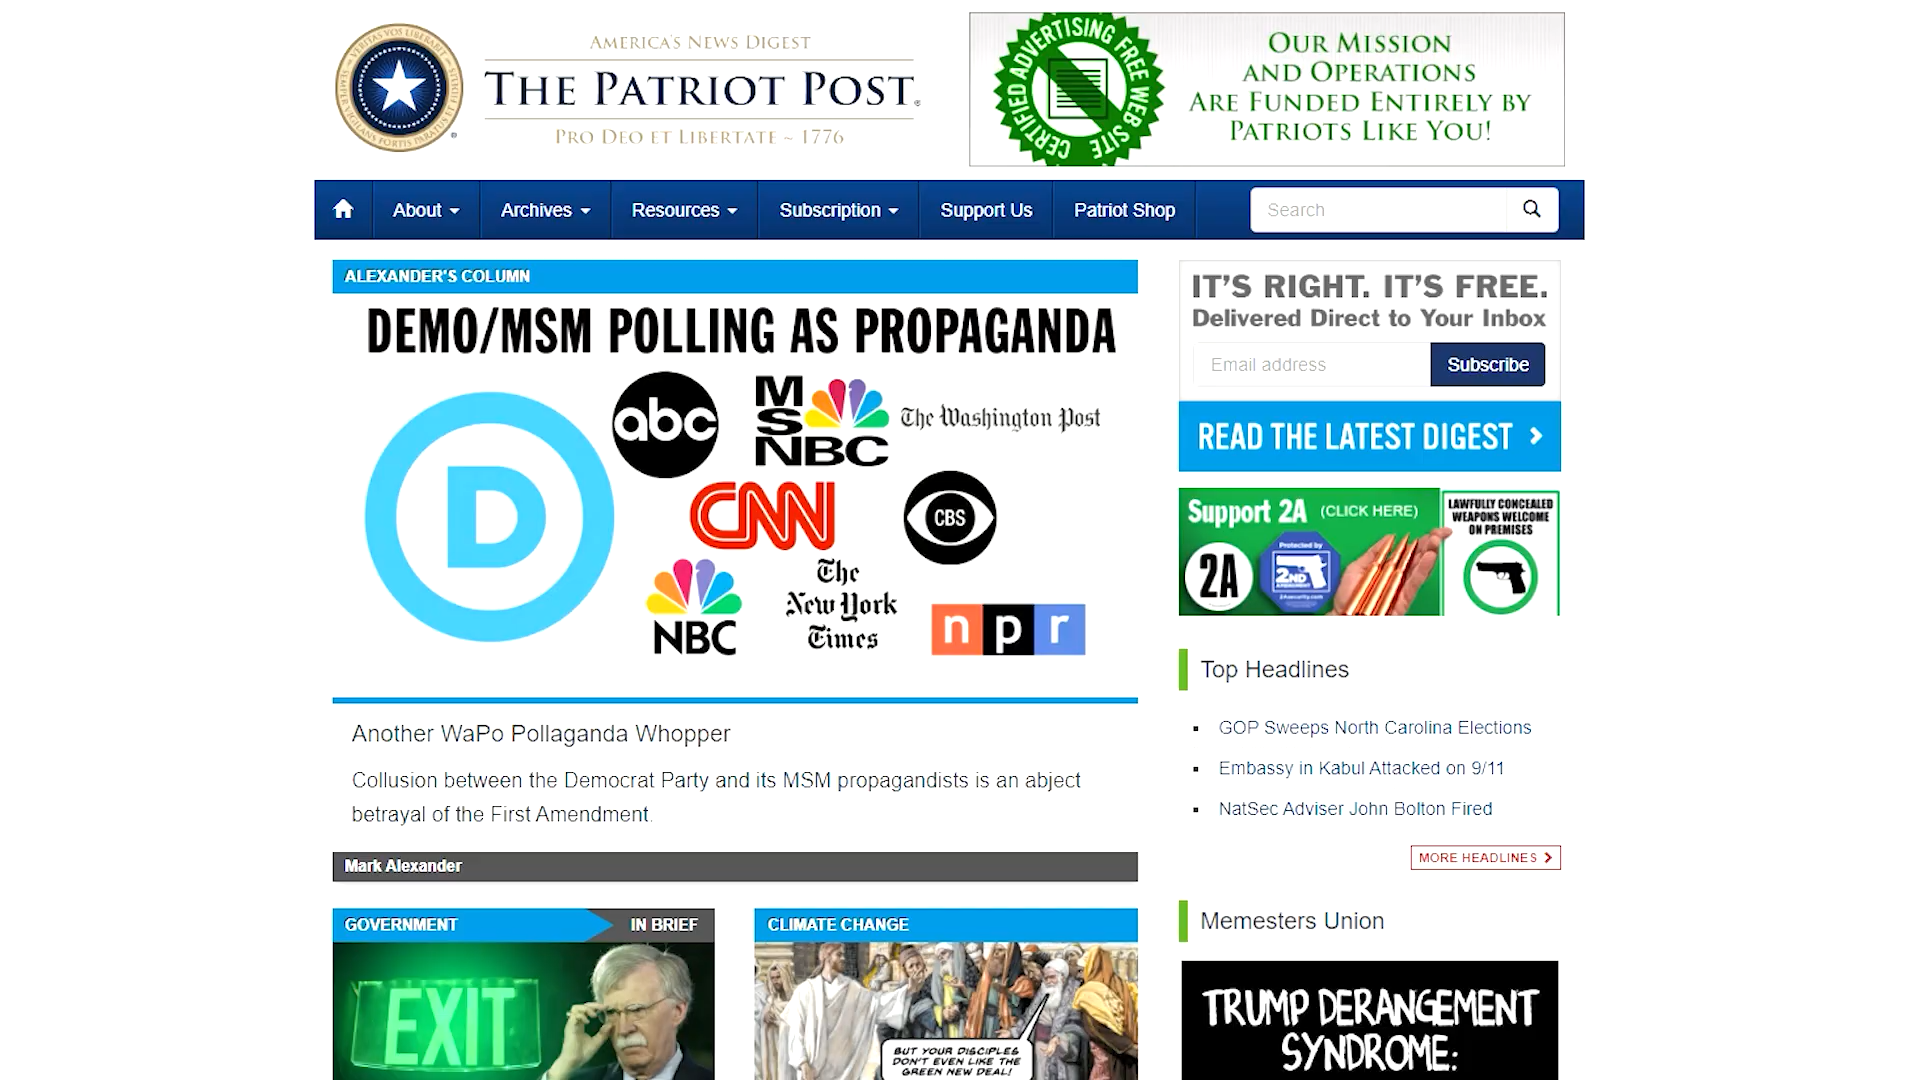 AMERICA'S NEWS DIGEST
THE PATRIOT POST
PRO DEO ET LIBERTATE ~ 1776
CERTIFIED ADVERTISING FREE WEB SITE
OUR MISSION
AND OPERATIONS
ARE FUNDED ENTIRELY BY
PATRIOTS LIKE YOU!
About
Archives
Resources
Subscription
Support Us
Patriot Shop
Search
ALEXANDER'S COLUMN
DEMO/MSM POLLING AS PROPAGANDA
D
abc
MSNBC
The Washington Post
CNN
CBS
NBC
The
New York
Times
npr
Another WaPo Pollaganda Whopper
Collusion between the Democrat Party and its MSM propagandists is an abject
betrayal of the First Amendment.
Mark Alexander
GOVERNMENT
IN BRIEF
EXIT
CLIMATE CHANGE
BUT YOUR DISCIPLES
DON'T EVEN LIKE THE
GREEN NEW DEAL!
IT'S RIGHT. IT'S FREE.
Delivered Direct to Your Inbox
Email address
Subscribe
READ THE LATEST DIGEST
Support 2A (CLICK HERE)
2A
Protected by
2ND
AMENDMENT
LAWFULLY CONCEALED
WEAPONS WELCOME
ON PREMISES
Top Headlines
GOP Sweeps North Carolina Elections
Embassy in Kabul Attacked on 9/11
NatSec Adviser John Bolton Fired
MORE HEADLINES
Memesters Union
TRUMP DERANGEMENT
SYNDROME: